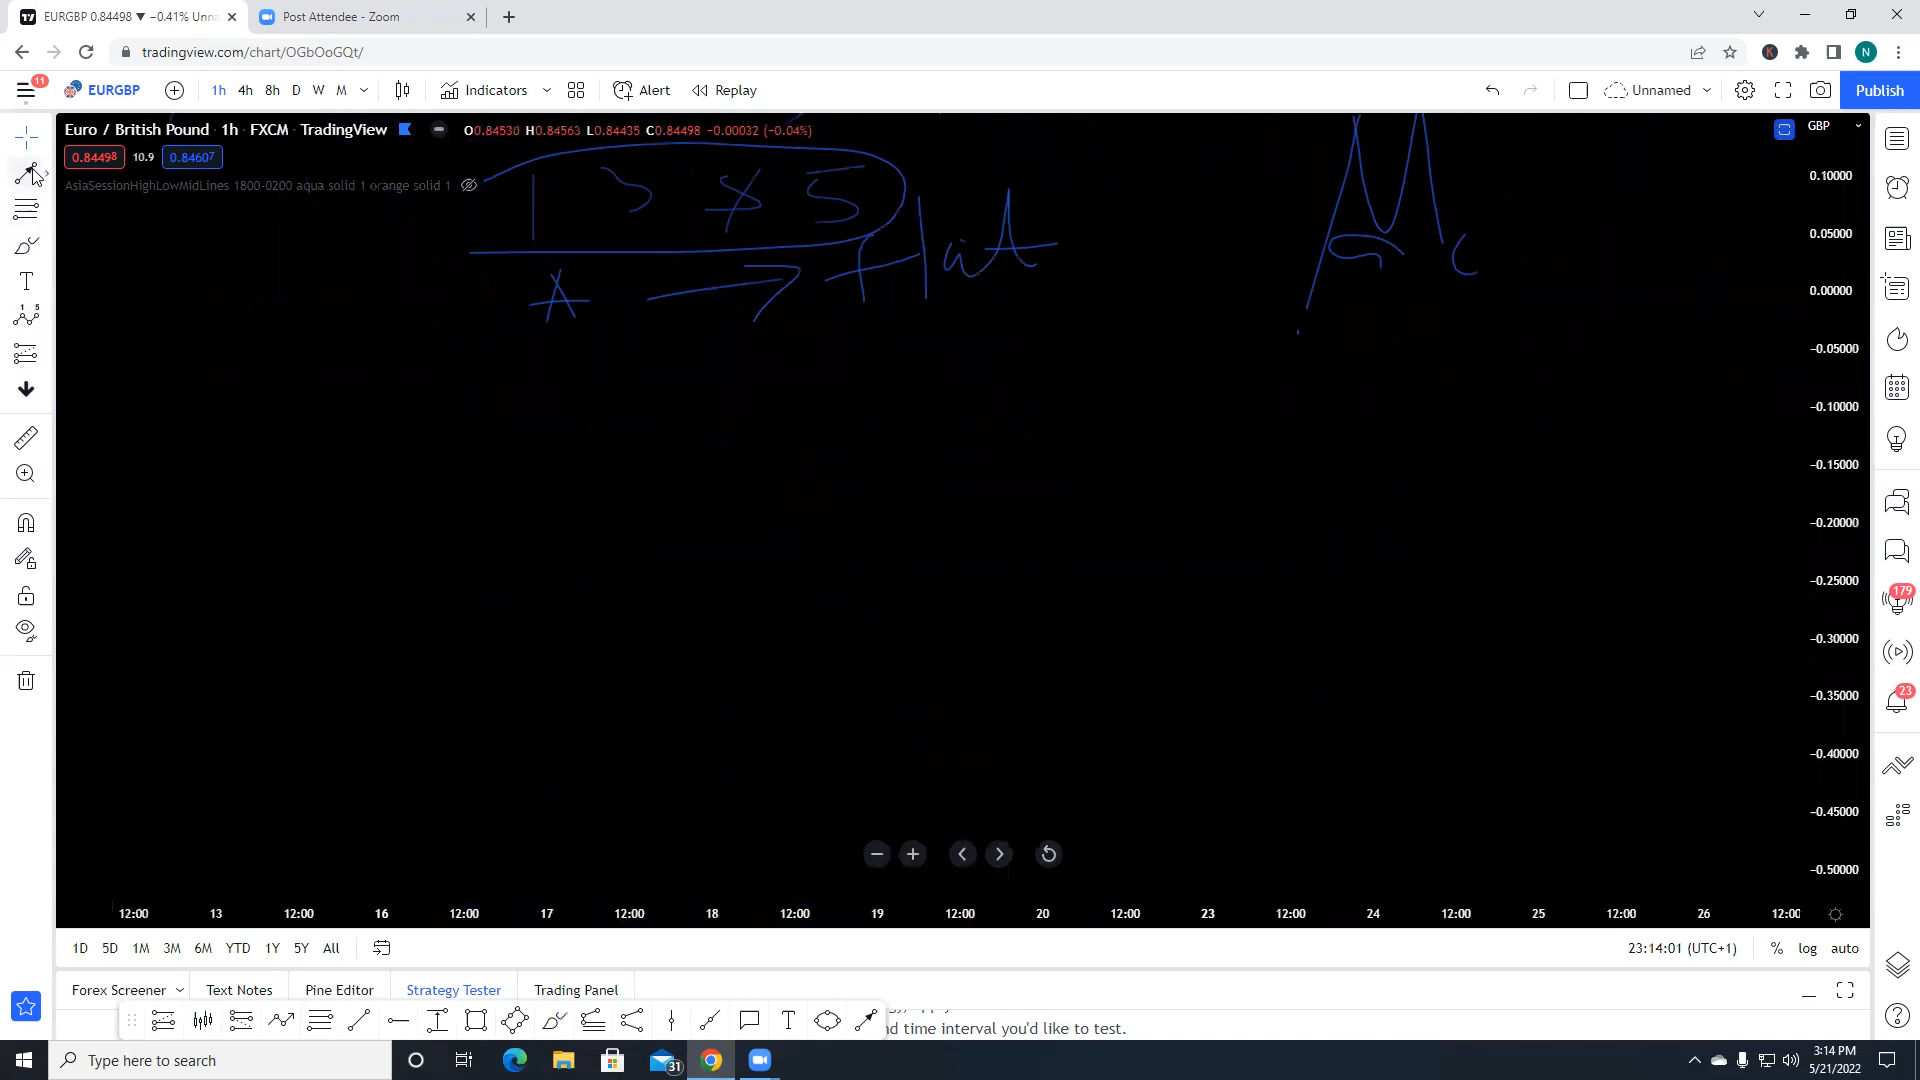 EURGBP 0.84498 ▼ −0.41% Unna
Post Attendee - Zoom
tradingview.com/chart/OGbOoGQt/
N
11
EURGBP
1h 4h 8h D W M
Indicators
Alert
Replay
Unnamed
Publish
Euro / British Pound · 1h · FXCM · TradingView
O0.84530 H0.84563 L0.84435 C0.84498 −0.00032 (−0.04%)
GBP
0.84498 10.9 0.84607
AsiaSessionHighLowMidLines 1800-0200 aqua solid 1 orange solid 1
flat
0.10000
0.05000
0.00000
−0.05000
−0.10000
−0.15000
−0.20000
−0.25000
−0.30000
−0.35000
−0.40000
−0.45000
−0.50000
179
23
12:00 13 12:00 16 12:00 17 12:00 18 12:00 19 12:00 20 12:00 23 12:00 24 12:00 25 12:00 26 12:00
1D 5D 1M 3M 6M YTD 1Y 5Y All
23:14:01 (UTC+1) % log auto
Forex Screener
Text Notes
Pine Editor
Strategy Tester
Trading Panel
nd time interval you'd like to test.
Type here to search
31
3:14 PM
5/21/2022